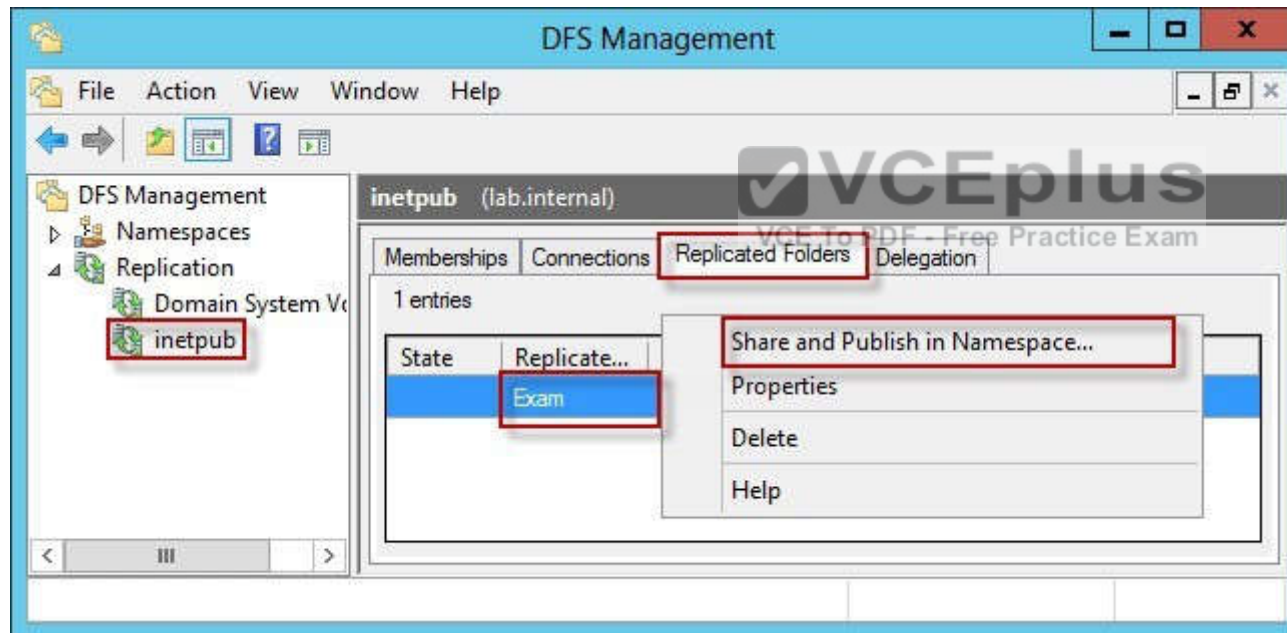 DFS Management
File Action View Window Help
DFS Management
Namespaces
Replication
Domain System Vo
inetpub
inetpub (lab.internal)
VCEplus
VCE To PDF - Free Practice Exam
Memberships Connections Replicated Folders Delegation
1 entries
State Replicate...
Exam
Share and Publish in Namespace...
Properties
Delete
Help